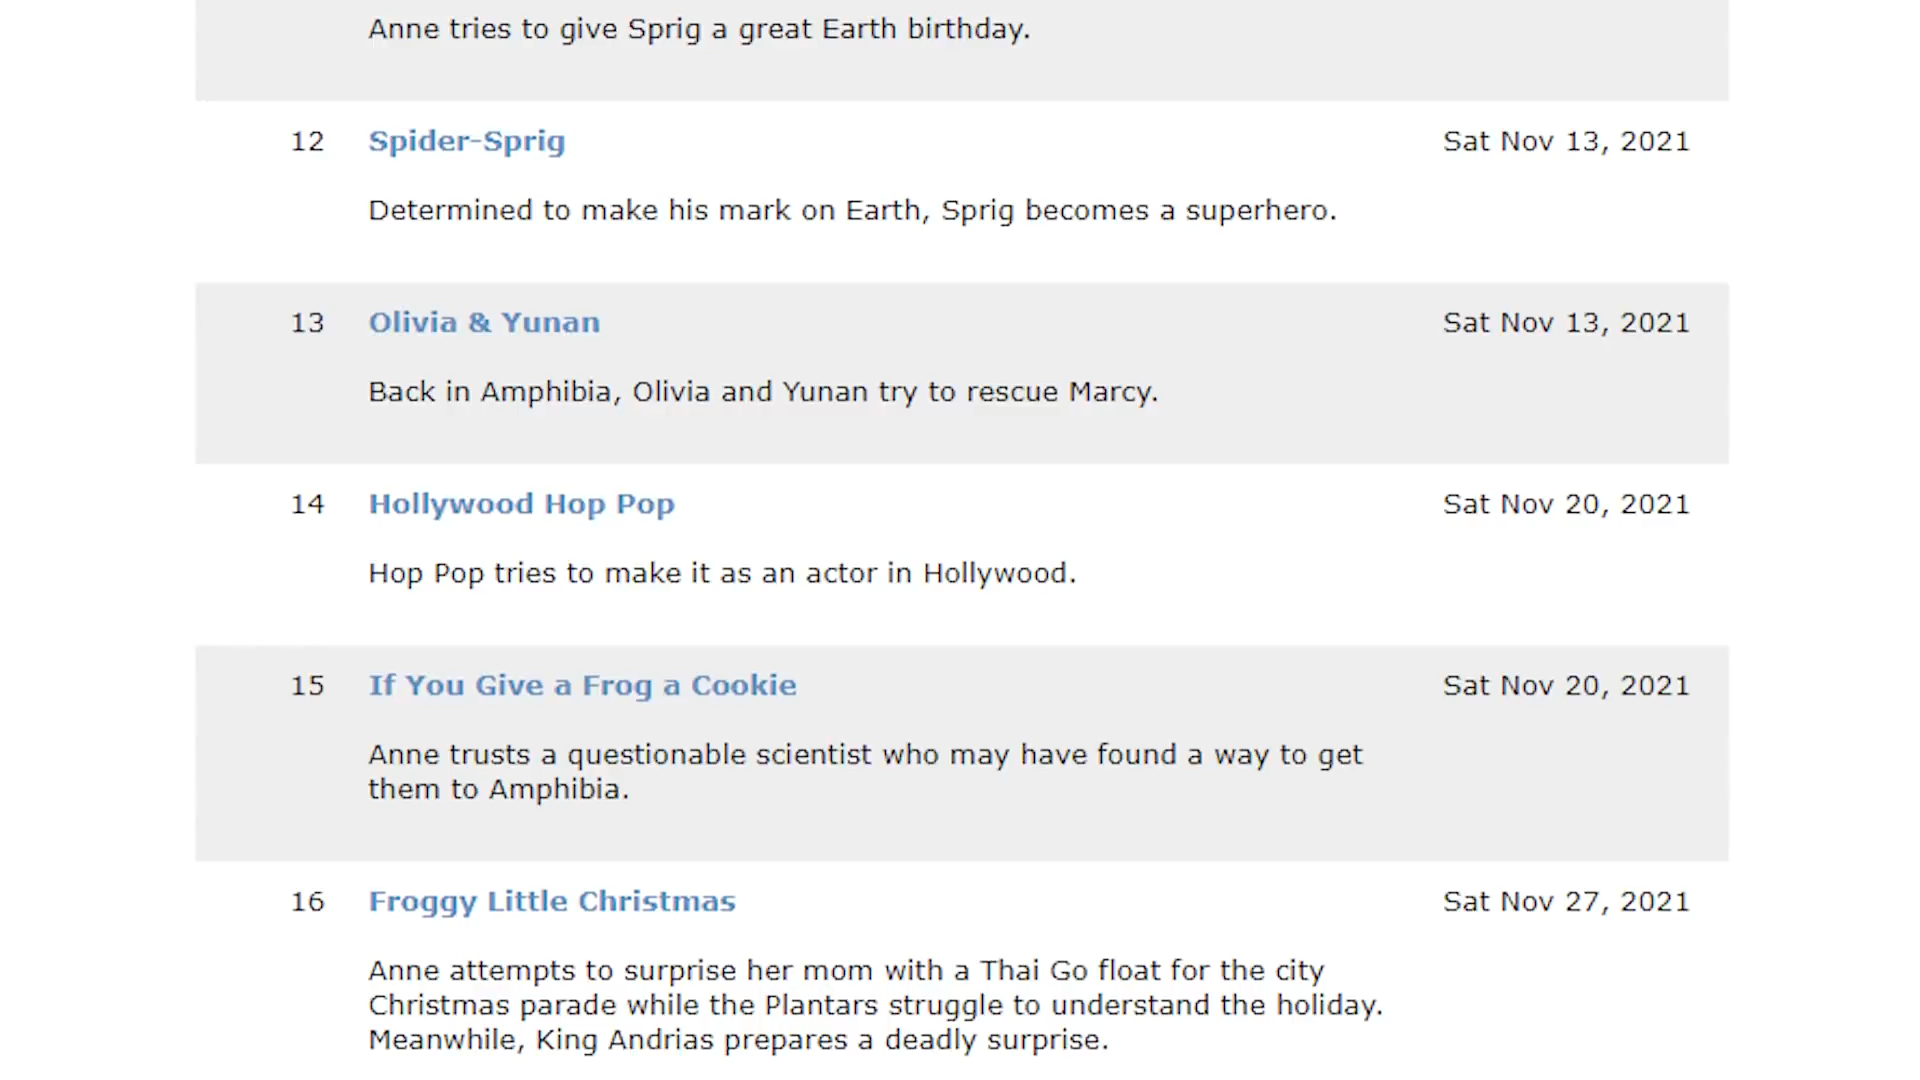 Anne tries to give Sprig a great Earth birthday.
12 Spider-Sprig Sat Nov 13, 2021
Determined to make his mark on Earth, Sprig becomes a superhero.
13 Olivia & Yunan Sat Nov 13, 2021
Back in Amphibia, Olivia and Yunan try to rescue Marcy.
14 Hollywood Hop Pop Sat Nov 20, 2021
Hop Pop tries to make it as an actor in Hollywood.
15 If You Give a Frog a Cookie Sat Nov 20, 2021
Anne trusts a questionable scientist who may have found a way to get
them to Amphibia.
16 Froggy Little Christmas Sat Nov 27, 2021
Anne attempts to surprise her mom with a Thai Go float for the city
Christmas parade while the Plantars struggle to understand the holiday.
Meanwhile, King Andrias prepares a deadly surprise.